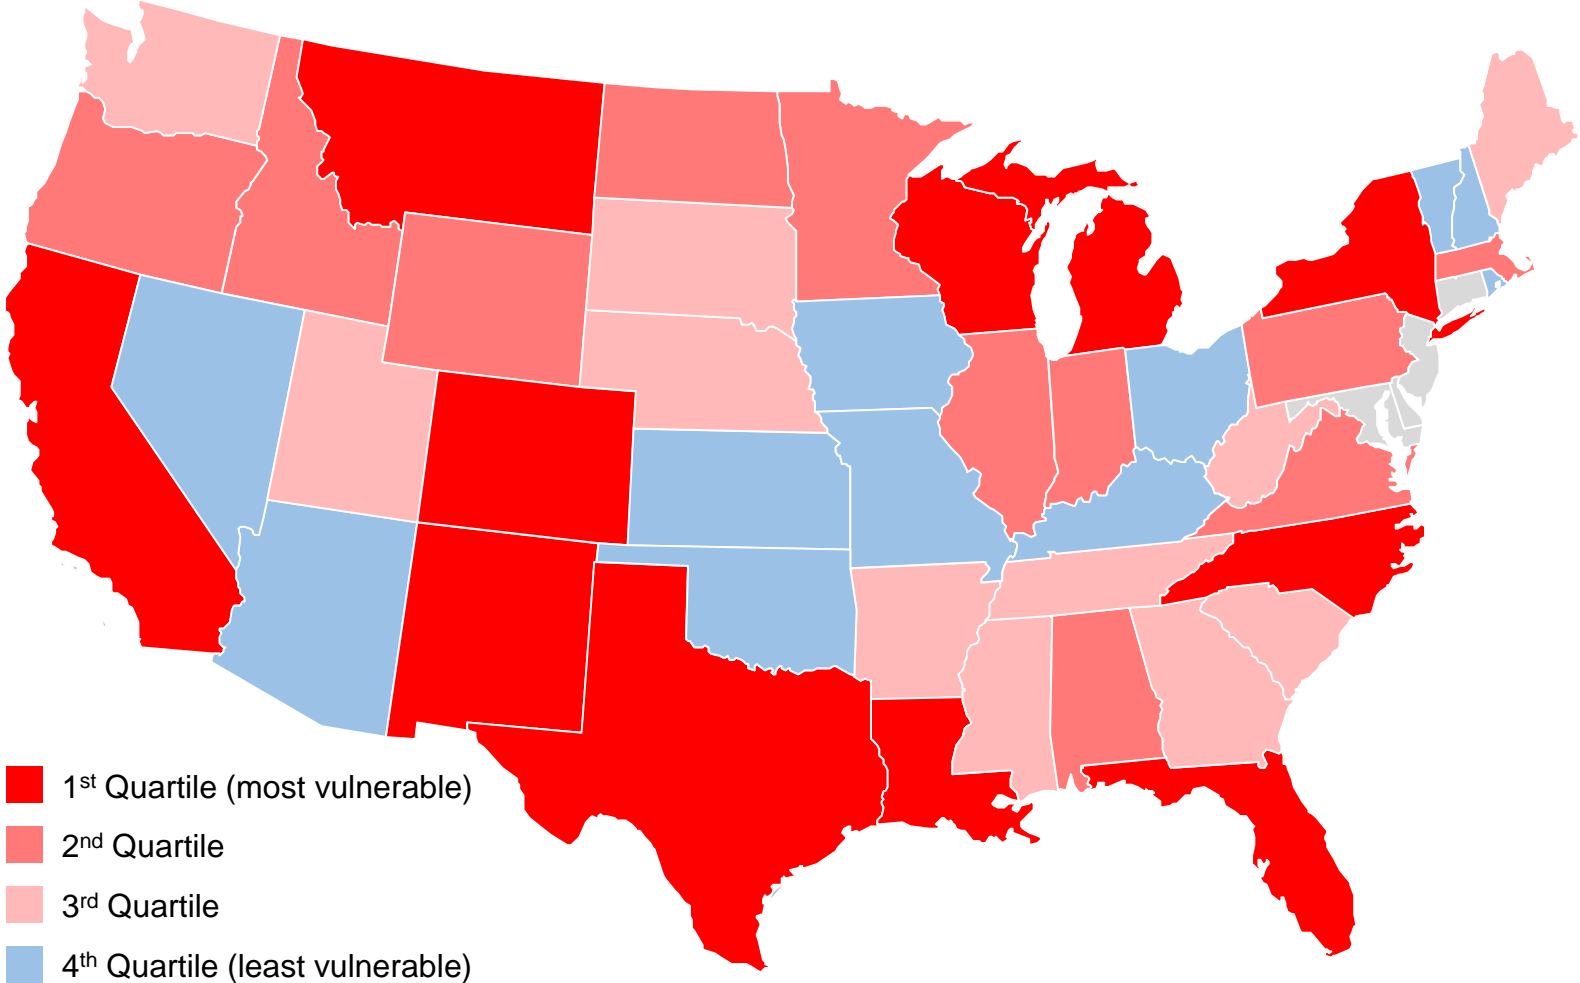 1st Quartile (most vulnerable)
2nd Quartile
3rd Quartile
4th Quartile (least vulnerable)